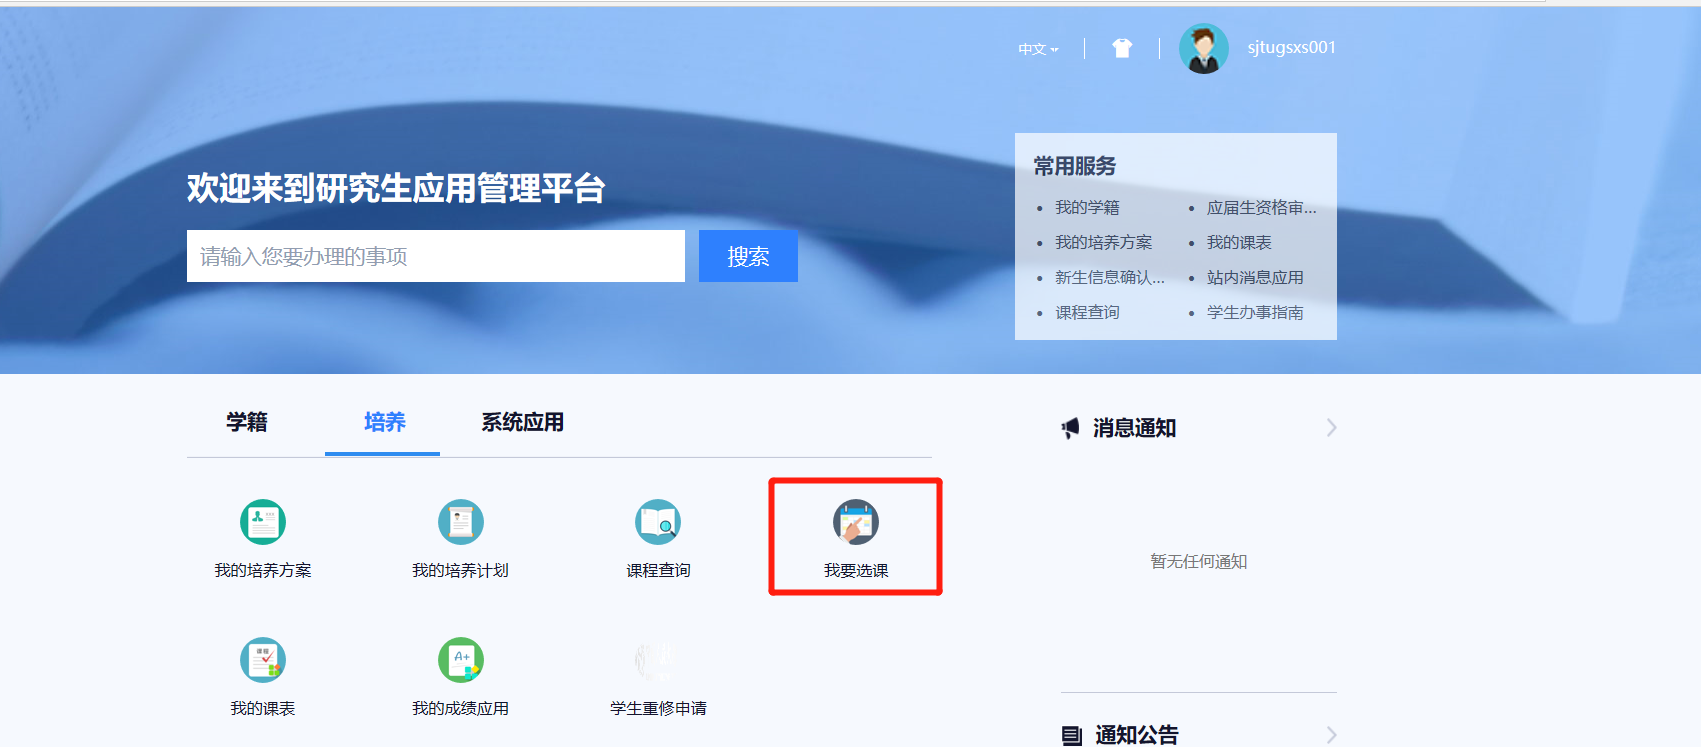 中文
sjtugsxs001
欢迎来到研究生应用管理平台
请输入您要办理的事项
搜索
常用服务
我的学籍
应届生资格审...
我的培养方案
我的课表
新生信息确认...
站内消息应用
课程查询
学生办事指南
学籍
培养
系统应用
消息通知
我的培养方案
我的培养计划
课程查询
我要选课
暂无任何通知
课程
A+
我的课表
我的成绩应用
学生重修申请
通知公告